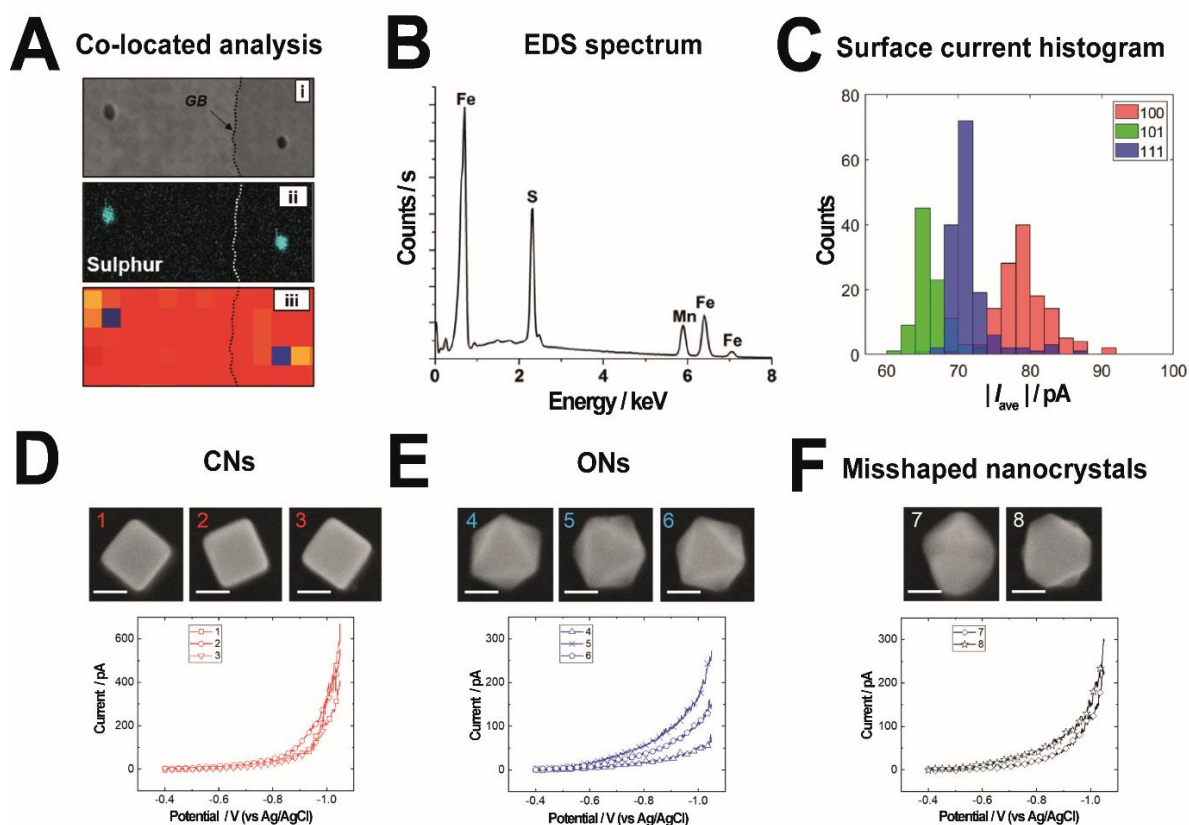 A Co-located analysis
i
GB
ii
Sulphur
iii
B EDS spectrum
Counts / s
Fe
S
Mn
Fe
Fe
0 2 4 6 8
Energy / keV
C Surface current histogram
Counts
80
60
40
20
0
100
101
111
60 70 80 90 100
| Iave | / pA
D CNs
1 2 3
Current / pA
600
400
200
0
1
2
3
-0.4 -0.6 -0.8 -1.0
Potential / V (vs Ag/AgCl)
E ONs
4 5 6
Current / pA
300
200
100
0
4
5
6
-0.4 -0.6 -0.8 -1.0
Potential / V (vs Ag/AgCl)
F Misshaped nanocrystals
7 8
Current / pA
300
200
100
0
7
8
-0.4 -0.6 -0.8 -1.0
Potential / V (vs Ag/AgCl)